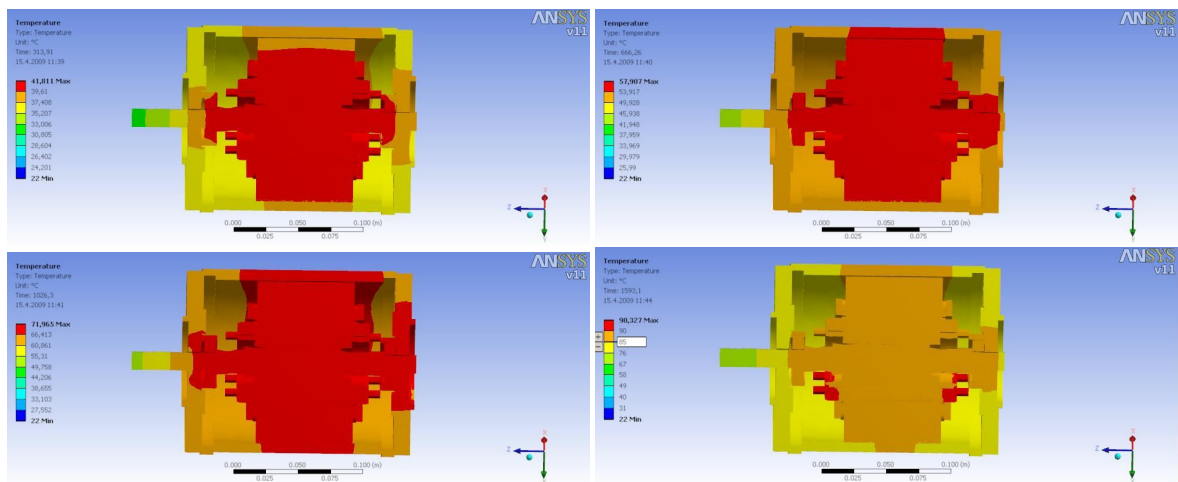 Temperature
Type: Temperature
Unit: °C
Time: 313,91
15.4.2009 11:39
41,811 Max
39,61
37,408
35,207
33,006
30,805
28,604
26,402
24,201
22 Min
ANSYS
v11
0.000 0.050 0.100 (m)
0.025 0.075
Z X Y
Temperature
Type: Temperature
Unit: °C
Time: 666,26
15.4.2009 11:40
57,907 Max
53,917
49,928
45,938
41,948
37,959
33,969
29,979
25,99
22 Min
ANSYS
v11
0.000 0.050 0.100 (m)
0.025 0.075
Z X Y
Temperature
Type: Temperature
Unit: °C
Time: 1026,3
15.4.2009 11:41
71,965 Max
66,413
60,861
55,31
49,758
44,206
38,655
33,103
27,552
22 Min
ANSYS
v11
0.000 0.050 0.100 (m)
0.025 0.075
Z X Y
Temperature
Type: Temperature
Unit: °C
Time: 1593,1
15.4.2009 11:44
90,327 Max
90
85
76
67
58
49
40
31
22 Min
ANSYS
v11
0.000 0.050 0.100 (m)
0.025 0.075
Z X